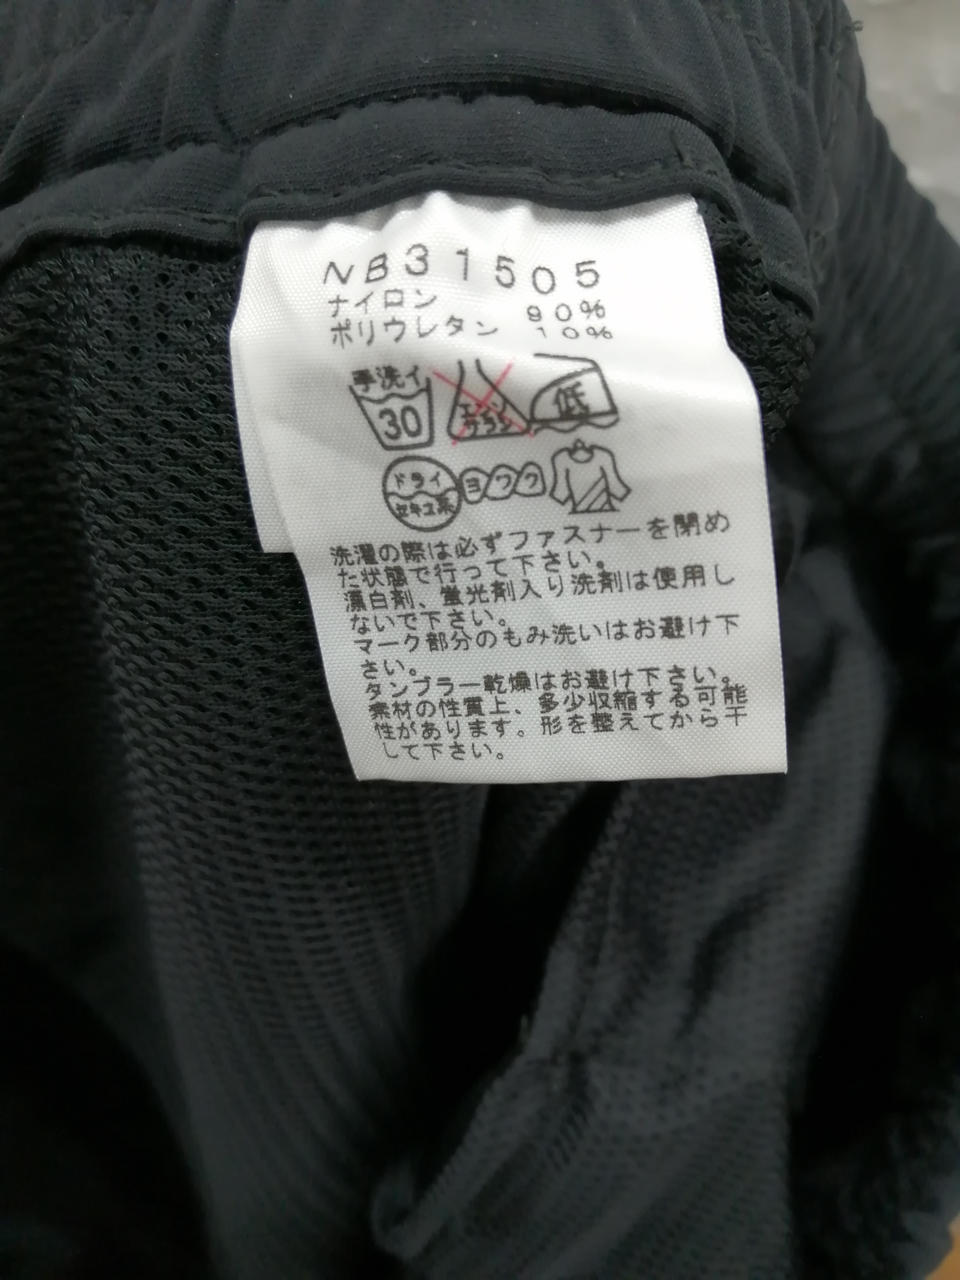 NB31505
ナイロン 90%
ポリウレタン 10%
手洗イ
30
エンソ
サラシ
低
ドライ
セキユ系
ヨワク
洗濯の際は必ずファスナーを閉め
た状態で行って下さい。
漂白剤、蛍光剤入り洗剤は使用し
ないで下さい。
マーク部分のもみ洗いはお避け下
さい。
タンブラー乾燥はお避け下さい。
素材の性質上、多少収縮する可能
性があります。形を整えてから干
して下さい。